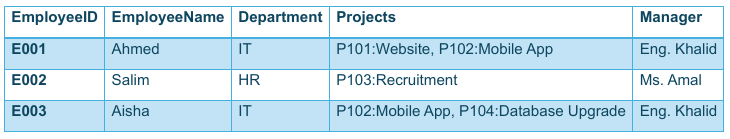 EmployeeID EmployeeName Department Projects Manager
E001 Ahmed IT P101:Website, P102:Mobile App Eng. Khalid
E002 Salim HR P103:Recruitment Ms. Amal
E003 Aisha IT P102:Mobile App, P104:Database Upgrade Eng. Khalid